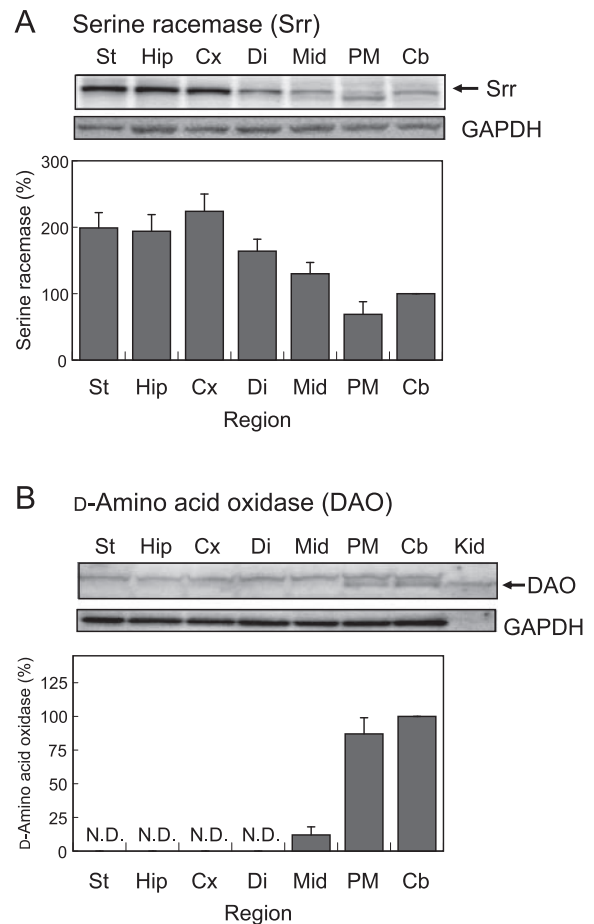 A Serine racemase (Srr)
St Hip Cx Di Mid PM Cb
Srr
GAPDH
300
200
100
0
Serine racemase (%)
St Hip Cx Di Mid PM Cb
Region
B D-Amino acid oxidase (DAO)
St Hip Cx Di Mid PM Cb Kid
DAO
GAPDH
125
100
75
50
25
0
D-Amino acid oxidase (%)
N.D. N.D. N.D. N.D.
St Hip Cx Di Mid PM Cb
Region